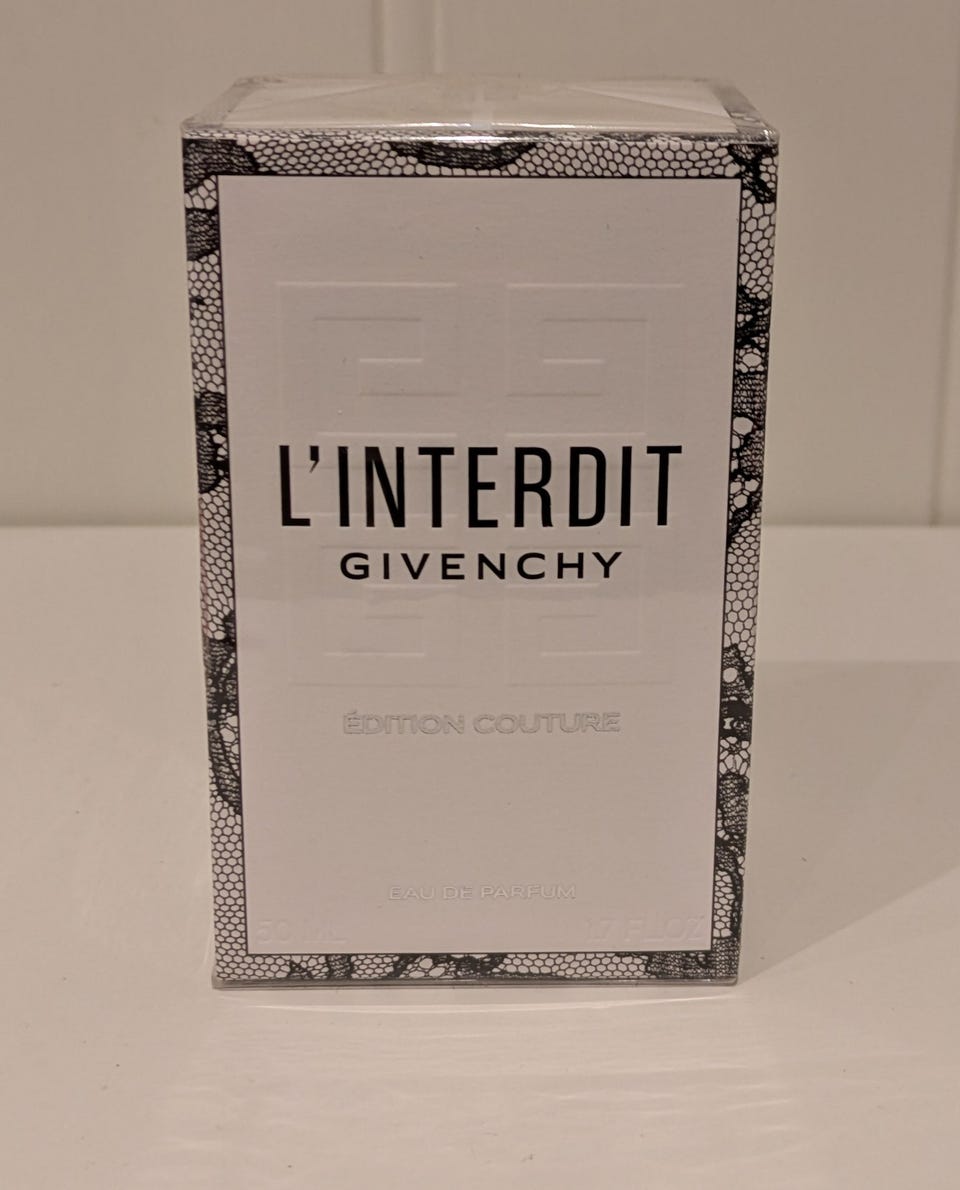 L'INTERDIT
GIVENCHY
ÉDITION COUTURE
EAU DE PARFUM
50 ML 1.7 FL.OZ